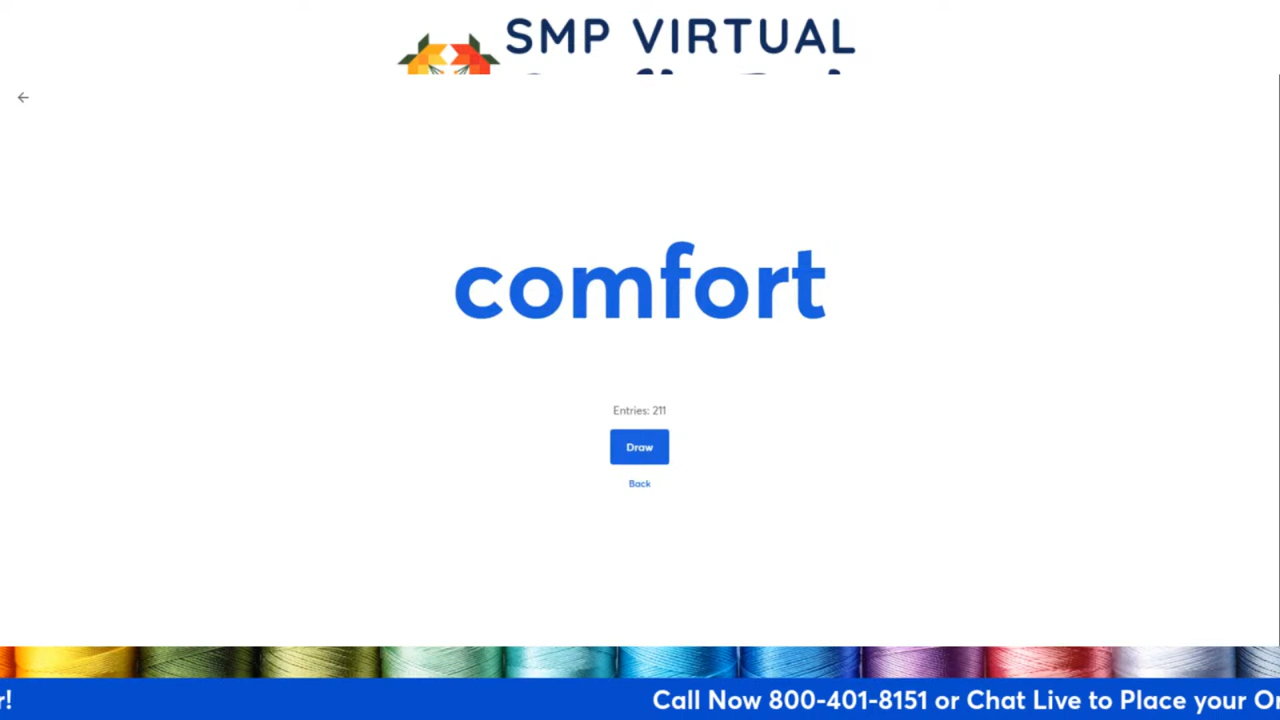 SMP VIRTUAL
comfort
Entries: 211
Draw
Back
r!
Call Now 800-401-8151 or Chat Live to Place your Or